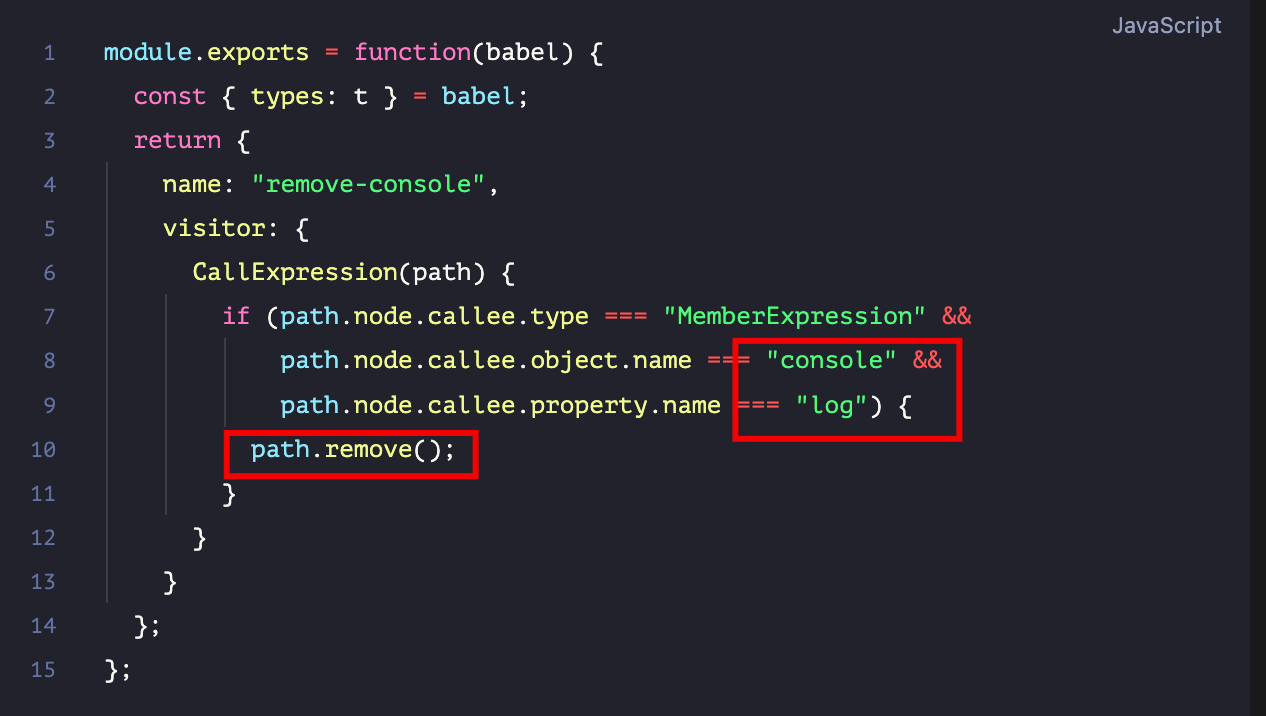 JavaScript
1 module.exports = function(babel) {
2 const { types: t } = babel;
3 return {
4 name: "remove-console",
5 visitor: {
6 CallExpression(path) {
7 if (path.node.callee.type === "MemberExpression" &&
8 path.node.callee.object.name === "console" &&
9 path.node.callee.property.name === "log") {
10 path.remove();
11 }
12 }
13 }
14 };
15 };